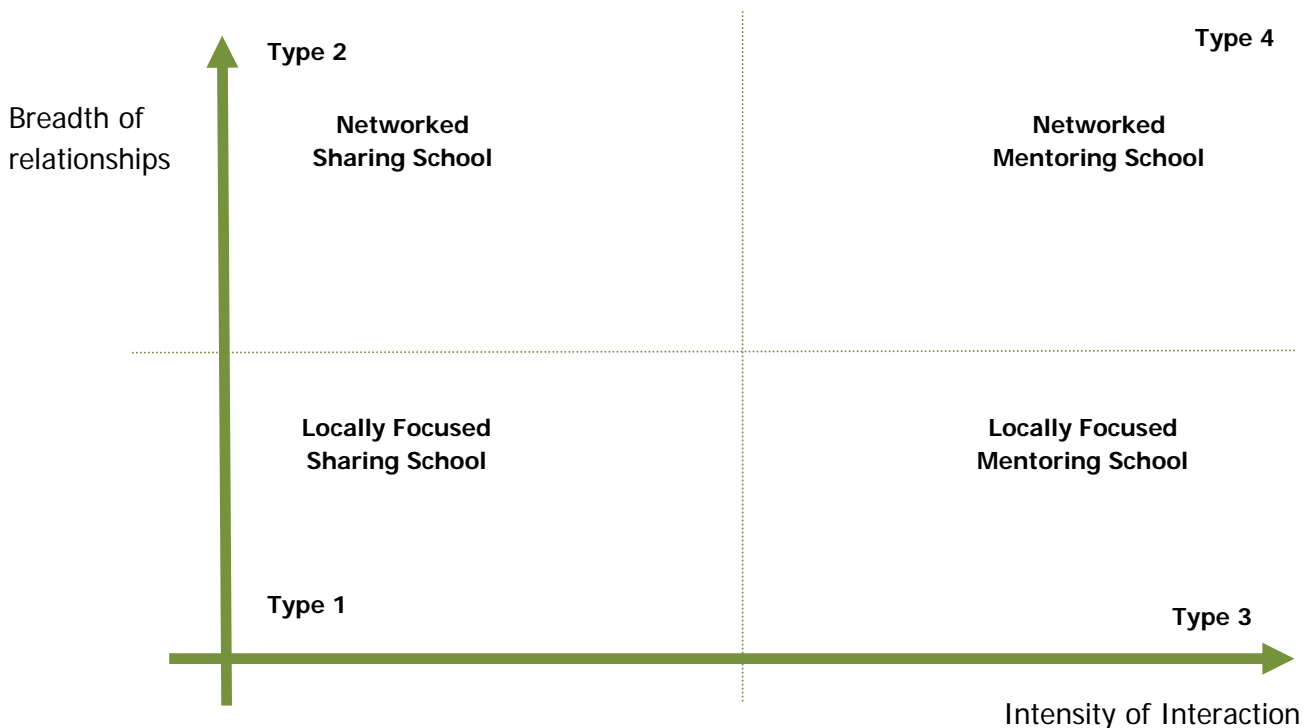 Type 2
Type 4
Breadth of
relationships
Networked
Sharing School
Networked
Mentoring School
Locally Focused
Sharing School
Locally Focused
Mentoring School
Type 1
Type 3
Intensity of Interaction